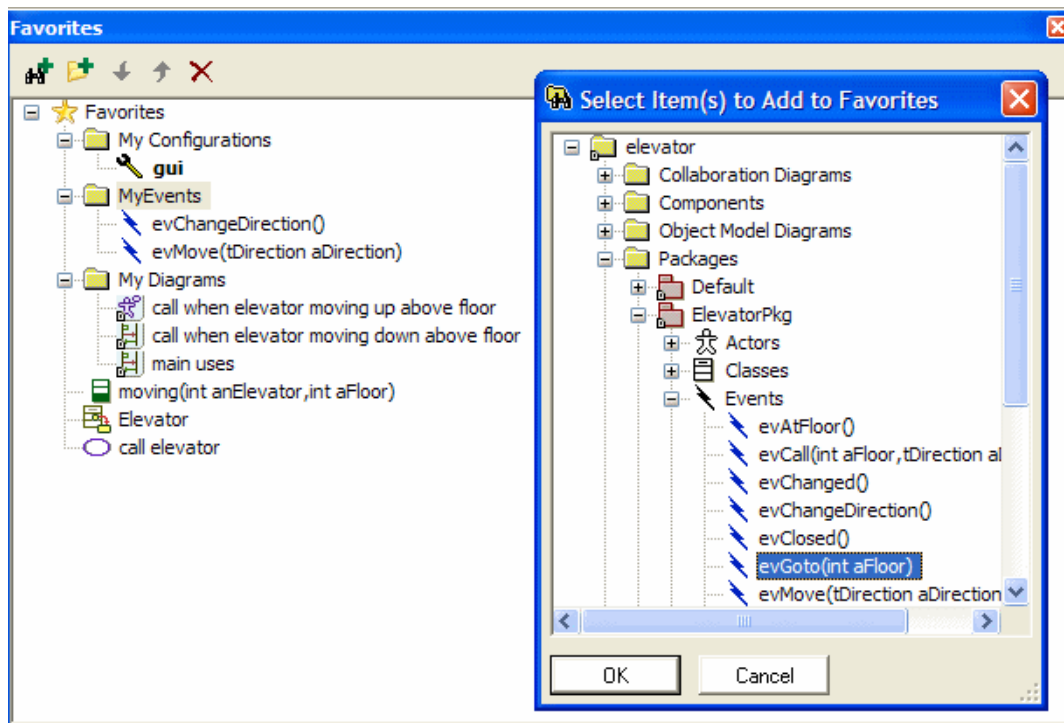 Favorites
Favorites
My Configurations
gui
MyEvents
evChangeDirection()
evMove(tDirection aDirection)
My Diagrams
call when elevator moving up above floor
call when elevator moving down above floor
main uses
moving(int anElevator,int aFloor)
Elevator
call elevator
Select Item(s) to Add to Favorites
elevator
Collaboration Diagrams
Components
Object Model Diagrams
Packages
Default
ElevatorPkg
Actors
Classes
Events
evAtFloor()
evCall(int aFloor,tDirection al
evChanged()
evChangeDirection()
evClosed()
evGoto(int aFloor)
evMove(tDirection aDirection
OK
Cancel